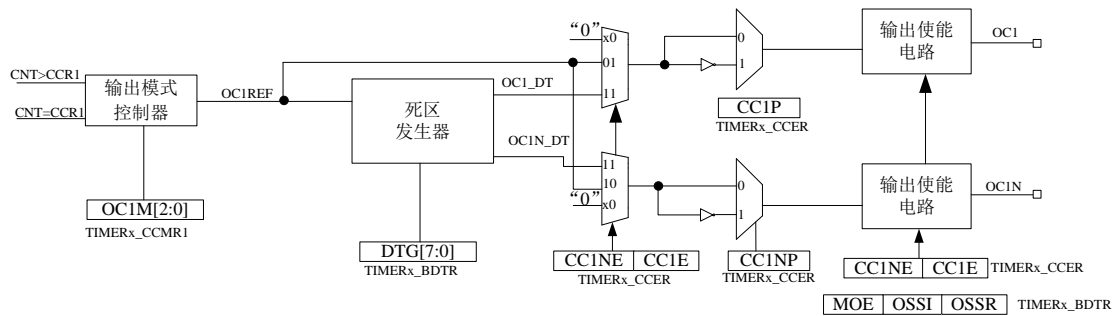 CNT>CCR1
CNT=CCR1
输出模式
控制器
OC1M[2:0]
TIMERx_CCMR1
OC1REF
死区
发生器
DTG[7:0]
TIMERx_BDTR
OC1_DT
OC1N_DT
“0”
x0
01
11
11
10
“0”
x0
CC1NE CC1E
TIMERx_CCER
0
1
CC1P
TIMERx_CCER
0
1
CC1NP
TIMERx_CCER
输出使能
电路
OC1
输出使能
电路
OC1N
CC1NE CC1E TIMERx_CCER
MOE OSSI OSSR TIMERx_BDTR